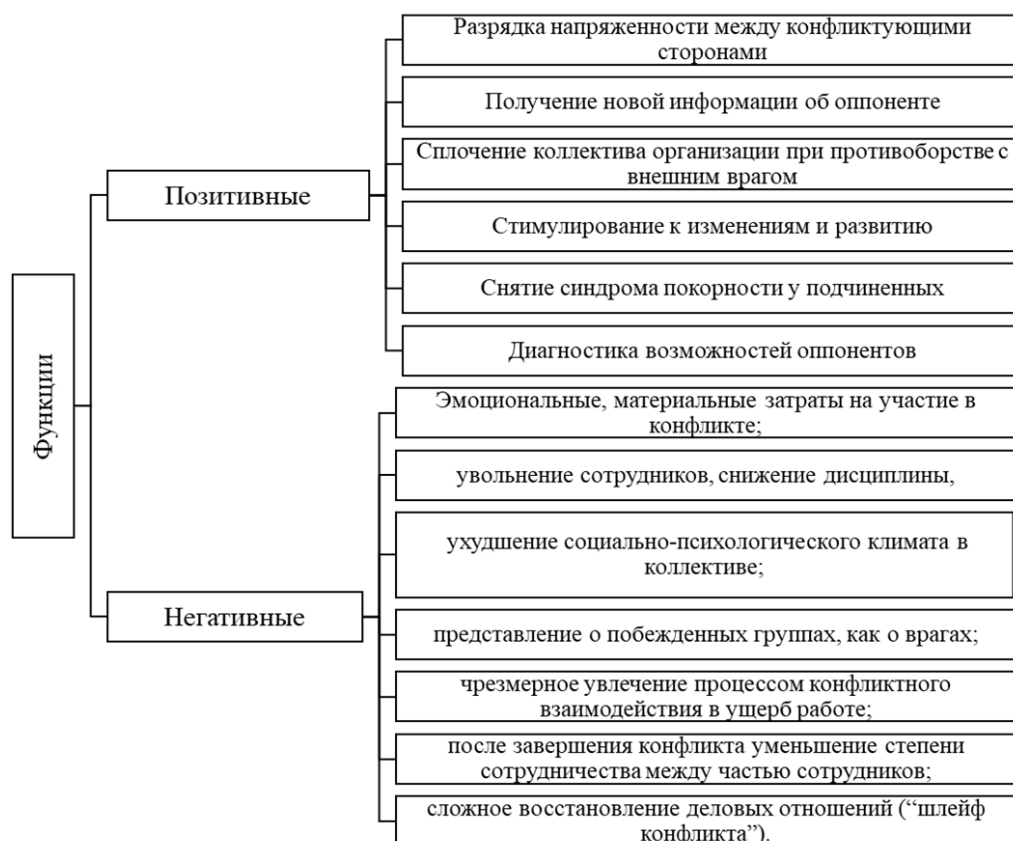 Функции
Позитивные
Разрядка напряженности между конфликтующими
сторонами
Получение новой информации об оппоненте
Сплочение коллектива организации при противоборстве с
внешним врагом
Стимулирование к изменениям и развитию
Снятие синдрома покорности у подчиненных
Диагностика возможностей оппонентов
Негативные
Эмоциональные, материальные затраты на участие в
конфликте;
увольнение сотрудников, снижение дисциплины,
ухудшение социально-психологического климата в
коллективе;
представление о побежденных группах, как о врагах;
чрезмерное увлечение процессом конфликтного
взаимодействия в ущерб работе;
после завершения конфликта уменьшение степени
сотрудничества между частью сотрудников;
сложное восстановление деловых отношений (“шлейф
конфликта”).